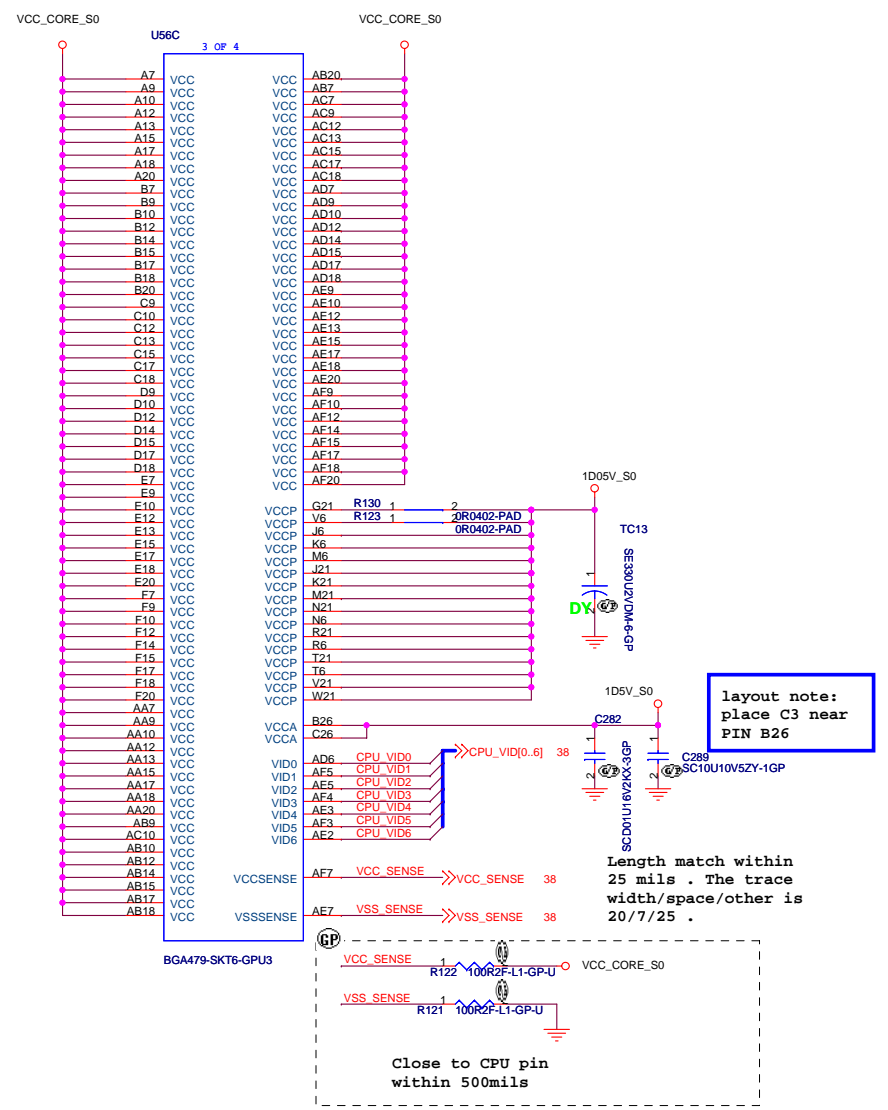 VCC_CORE_S0
VCC_CORE_S0
U56C
3 OF 4
A7 VCC VCC AB20
A9 VCC VCC AB7
A10 VCC VCC AC7
A12 VCC VCC AC9
A13 VCC VCC AC12
A15 VCC VCC AC13
A17 VCC VCC AC15
A18 VCC VCC AC17
A20 VCC VCC AC18
B7 VCC VCC AD7
B9 VCC VCC AD9
B10 VCC VCC AD10
B12 VCC VCC AD12
B14 VCC VCC AD14
B15 VCC VCC AD15
B17 VCC VCC AD17
B18 VCC VCC AD18
B20 VCC VCC AE9
C9 VCC VCC AE10
C10 VCC VCC AE12
C12 VCC VCC AE13
C13 VCC VCC AE15
C15 VCC VCC AE17
C17 VCC VCC AE18
C18 VCC VCC AE20
D9 VCC VCC AF9
D10 VCC VCC AF10
D12 VCC VCC AF12
D14 VCC VCC AF14
D15 VCC VCC AF15
D17 VCC VCC AF17
D18 VCC VCC AF18
E7 VCC VCC AF20
E9 VCC
E10 VCC VCCP G21 R130 1 2 0R0402-PAD
E12 VCC VCCP V6 R123 1 2 0R0402-PAD
E13 VCC VCCP J6
E15 VCC VCCP K6
E17 VCC VCCP M6
E18 VCC VCCP J21
E20 VCC VCCP K21
F7 VCC VCCP M21
F9 VCC VCCP N21
F10 VCC VCCP N6
F12 VCC VCCP R21
F14 VCC VCCP R6
F15 VCC VCCP T21
F17 VCC VCCP T6
F18 VCC VCCP V21
F20 VCC VCCP W21
AA7 VCC
AA9 VCC VCCA B26
AA10 VCC VCCA C26
AA12 VCC
AA13 VCC VID0 AD6 CPU_VID0
AA15 VCC VID1 AF5 CPU_VID1
AA17 VCC VID2 AE5 CPU_VID2
AA18 VCC VID3 AF4 CPU_VID3
AA20 VCC VID4 AE3 CPU_VID4
AB9 VCC VID5 AF3 CPU_VID5
AC10 VCC VID6 AE2 CPU_VID6
AB10 VCC
AB12 VCC
AB14 VCC VCCSENSE AF7 VCC_SENSE VCC_SENSE 38
AB15 VCC
AB17 VCC
AB18 VCC VSSSENSE AE7 VSS_SENSE VSS_SENSE 38
BGA479-SKT6-GPU3
CPU_VID[0..6] 38
1D05V_S0
TC13
1
2
SE330U2VDM-6-GP
DY
G/P
1D5V_S0
C282
1
2
G/P
SCD01U16V2KX-3GP
1
2
G/P
C289
SC10U10V5ZY-1GP
layout note:
place C3 near
PIN B26
Length match within
25 mils . The trace
width/space/other is
20/7/25 .
GP
VCC_SENSE 1 2 VCC_CORE_S0
R122 100R2F-L1-GP-U
VSS_SENSE 1 2
R121 100R2F-L1-GP-U
Close to CPU pin
within 500mils